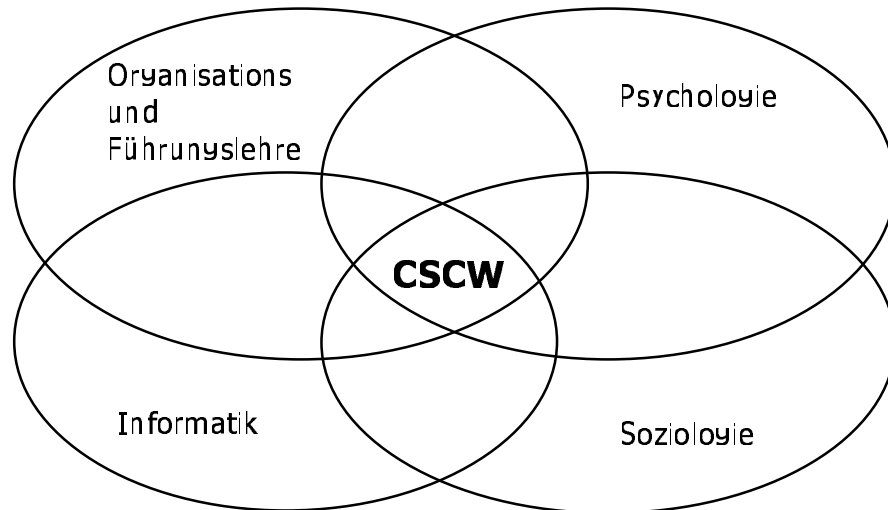 Organisations
und
Führungslehre
Psychologie
CSCW
Informatik
Soziologie